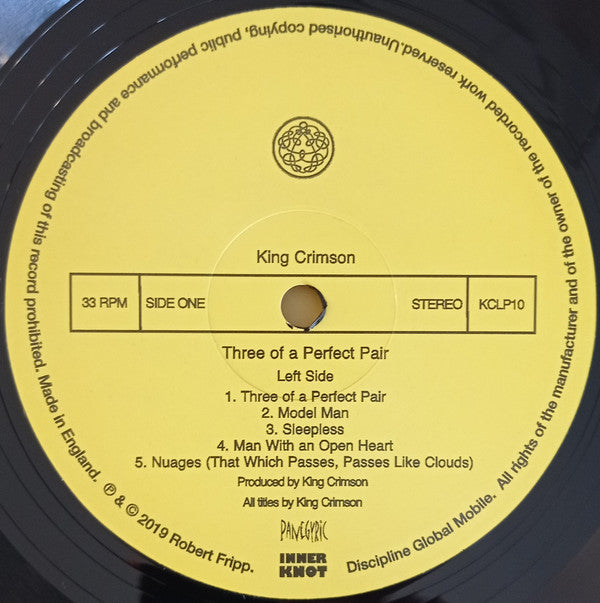 King Crimson
33 RPM
SIDE ONE
STEREO
KCLP10
Three of a Perfect Pair
Left Side
1. Three of a Perfect Pair
2. Model Man
3. Sleepless
4. Man With an Open Heart
5. Nuages (That Which Passes, Passes Like Clouds)
Produced by King Crimson
All titles by King Crimson
PANEGYRIC
INNER
KNOT
℗ & © 2019 Robert Fripp. Discipline Global Mobile. All rights of the manufacturer and of the owner of the recorded work reserved.Unauthorised copying, public performance and broadcasting of this record prohibited. Made in England.